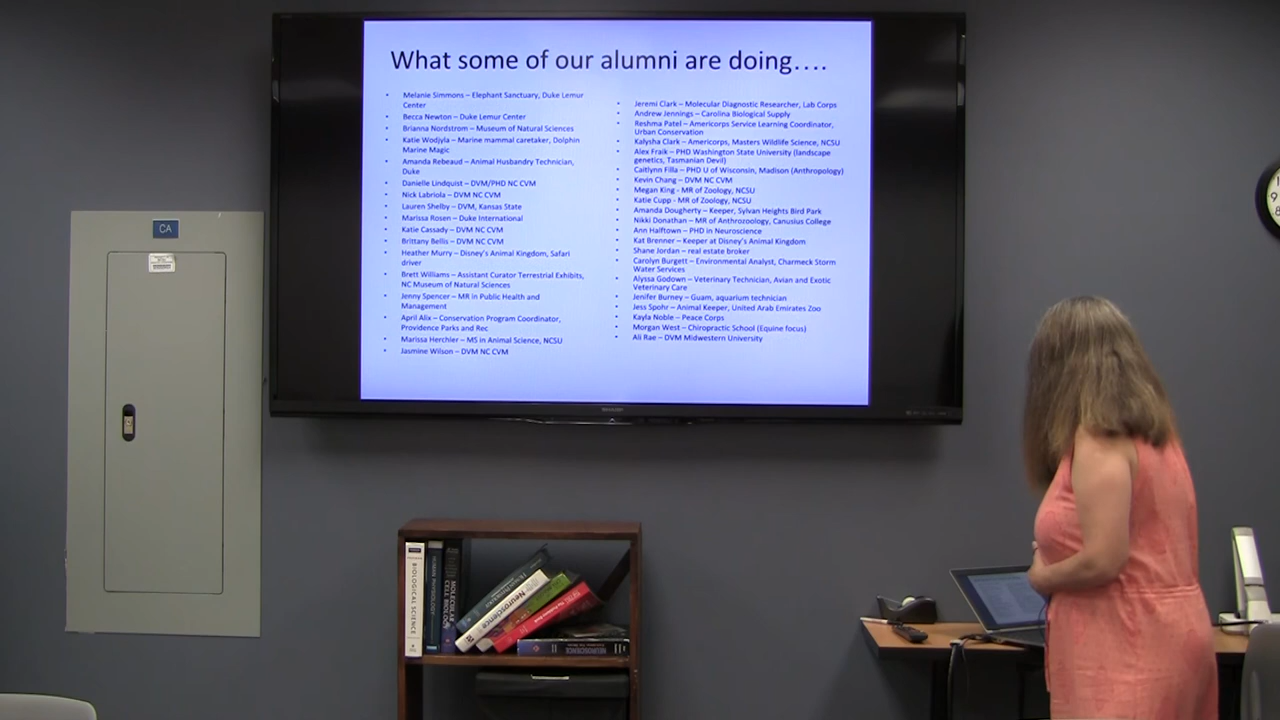 What some of our alumni are doing….
• Melanie Simmons – Elephant Sanctuary, Duke Lemur
Center
• Becca Newton – Duke Lemur Center
• Brianna Nordstrom – Museum of Natural Sciences
• Katie Wodjyla – Marine mammal caretaker, Dolphin
Marine Magic
• Amanda Rebeaud – Animal Husbandry Technician,
Duke
• Danielle Lindquist – DVM/PHD NC CVM
• Nick Labriola – DVM NC CVM
• Lauren Shelby – DVM, Kansas State
• Marissa Rosen – Duke International
• Katie Cassady – DVM NC CVM
• Brittany Bellis – DVM NC CVM
• Heather Murry – Disney's Animal Kingdom, Safari
driver
• Brett Williams – Assistant Curator Terrestrial Exhibits,
NC Museum of Natural Sciences
• Jenny Spencer – MR in Public Health and
Management
• April Alix – Conservation Program Coordinator,
Providence Parks and Rec
• Marissa Herchler – MS in Animal Science, NCSU
• Jasmine Wilson – DVM NC CVM
• Jeremi Clark – Molecular Diagnostic Researcher, Lab Corps
• Andrew Jennings – Carolina Biological Supply
• Reshma Patel – Americorps Service Learning Coordinator,
Urban Conservation
• Kalysha Clark – Americorps, Masters Wildlife Science, NCSU
• Alex Fraik – PHD Washington State University (landscape
genetics, Tasmanian Devil)
• Caitlynn Filla – PHD U of Wisconsin, Madison (Anthropology)
• Kevin Chang – DVM NC CVM
• Megan King - MR of Zoology, NCSU
• Katie Cupp - MR of Zoology, NCSU
• Amanda Dougherty – Keeper, Sylvan Heights Bird Park
• Nikki Donathan – MR of Anthrozoology, Canusius College
• Ann Halftown – PHD in Neuroscience
• Kat Brenner – Keeper at Disney's Animal Kingdom
• Shane Jordan – real estate broker
• Carolyn Burgett – Environmental Analyst, Charmeck Storm
Water Services
• Alyssa Godown – Veterinary Technician, Avian and Exotic
Veterinary Care
• Jenifer Burney – Guam, aquarium technician
• Jess Spohr – Animal Keeper, United Arab Emirates Zoo
• Kayla Noble – Peace Corps
• Morgan West – Chiropractic School (Equine focus)
• Ali Rae – DVM Midwestern University
SHARP
CA
BIOLOGICAL SCIENCE
HUMAN PHYSIOLOGY
MOLECULAR
CELL BIOLOGY
Neuroscience
NEUROSCIENCE
9